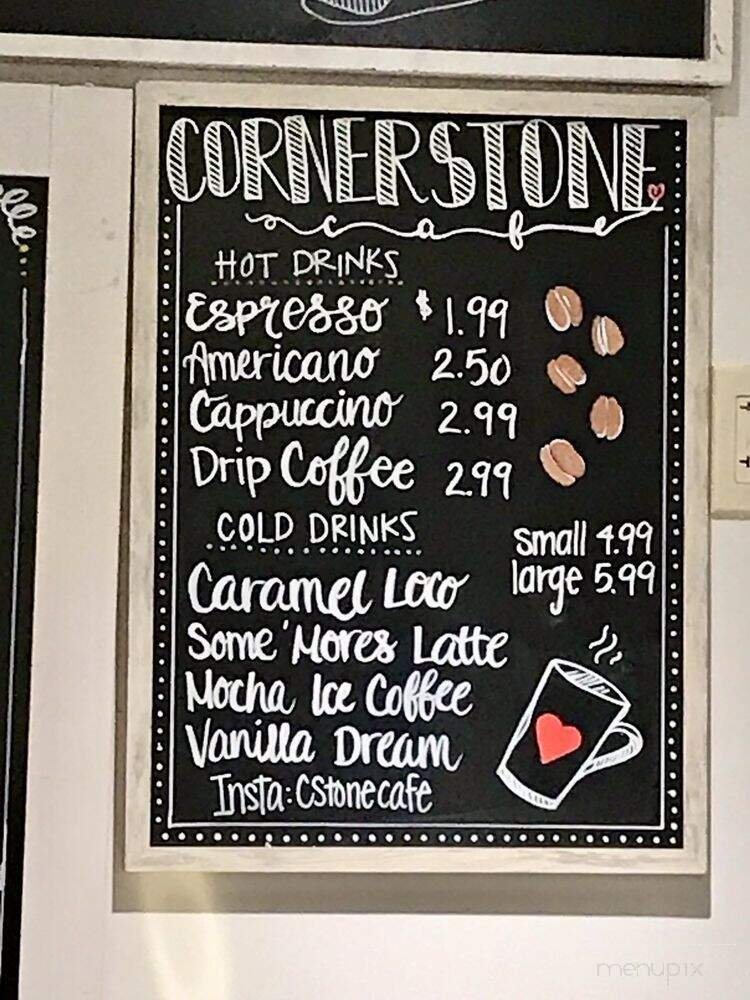 CORNERSTONE
cafe
HOT DRINKS
Espresso $1.99
Americano 2.50
Cappuccino 2.99
Drip Coffee 2.99
COLD DRINKS
small 4.99
large 5.99
Caramel Loco
Some 'Mores Latte
Mocha Ice Coffee
Vanilla Dream
Insta: CStonecafe
menupix